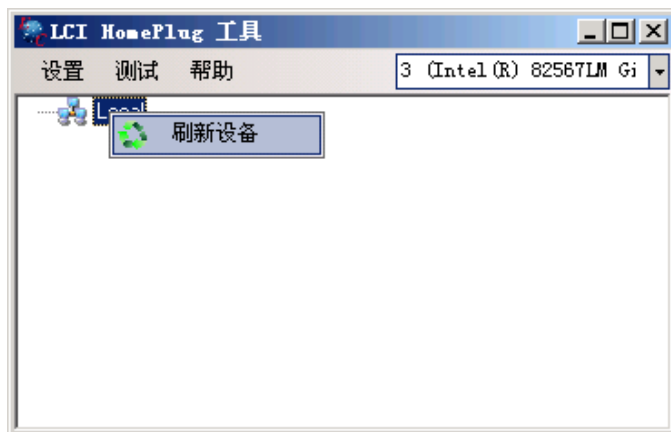 LCI HomePlug 工具
设置 测试 帮助 3 (Intel(R) 82567LM Gi
刷新设备